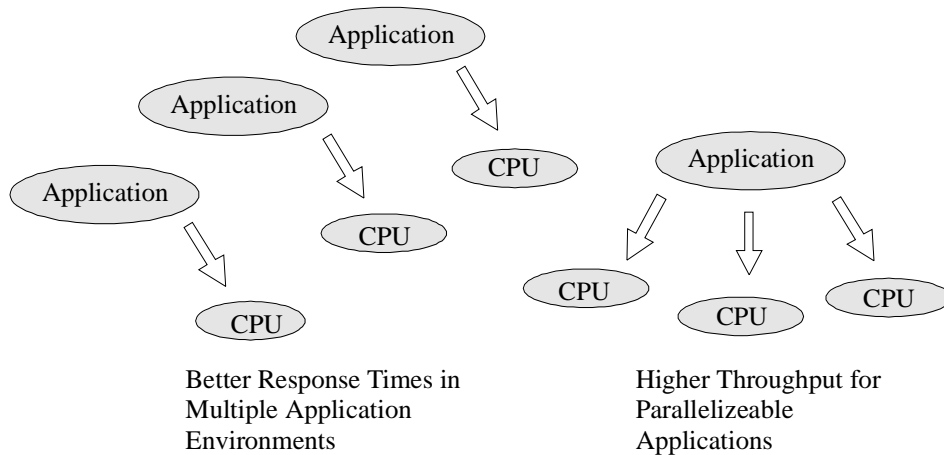 Application
Application
Application
CPU
CPU
CPU
Better Response Times in
Multiple Application
Environments
Application
CPU
CPU
CPU
Higher Throughput for
Parallelizeable
Applications